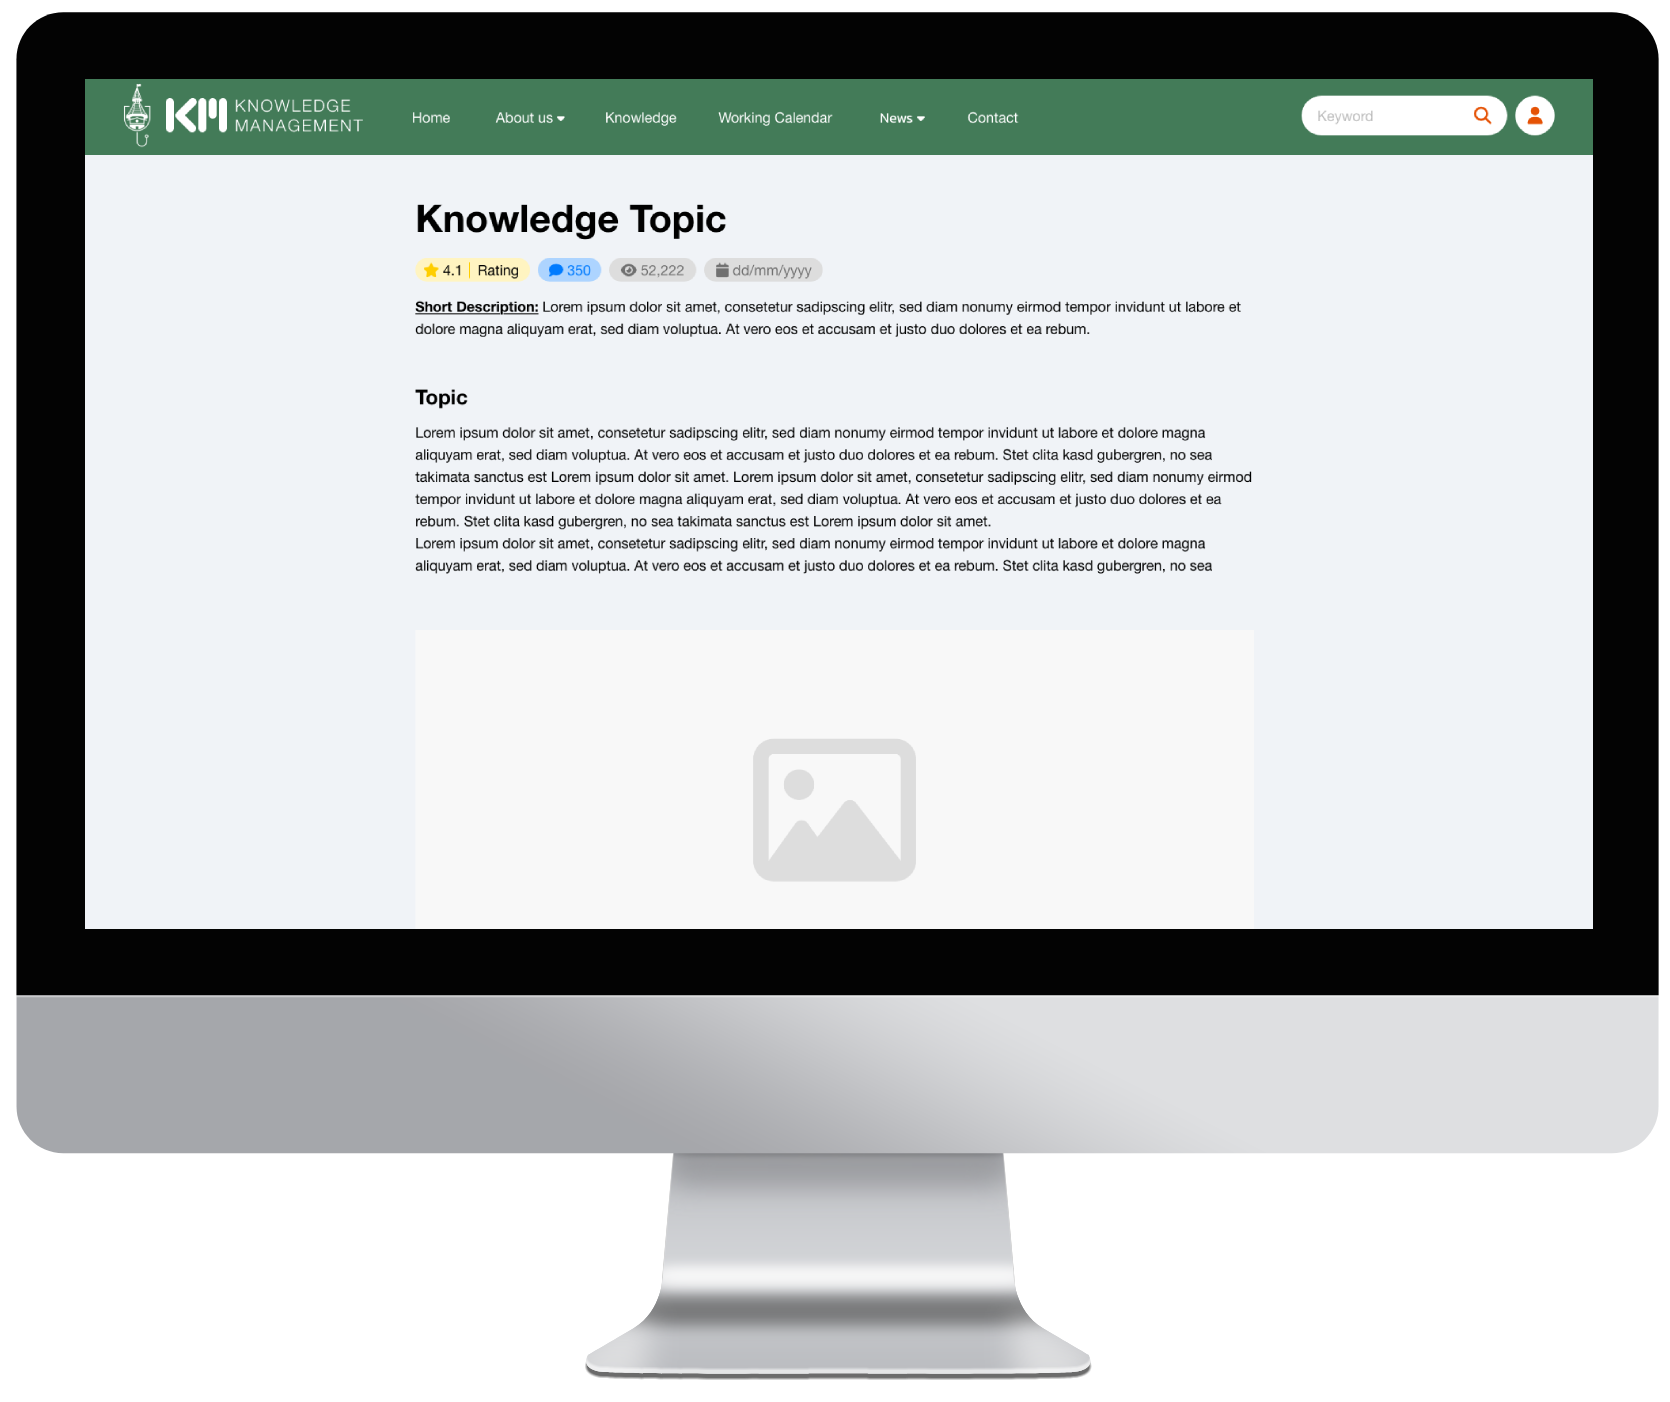 KM KNOWLEDGE
MANAGEMENT
Home About us Knowledge Working Calendar News Contact
Keyword
Knowledge Topic
4.1 | Rating 350 52,222 dd/mm/yyyy
Short Description: Lorem ipsum dolor sit amet, consetetur sadipscing elitr, sed diam nonumy eirmod tempor invidunt ut labore et
dolore magna aliquyam erat, sed diam voluptua. At vero eos et accusam et justo duo dolores et ea rebum.
Topic
Lorem ipsum dolor sit amet, consetetur sadipscing elitr, sed diam nonumy eirmod tempor invidunt ut labore et dolore magna
aliquyam erat, sed diam voluptua. At vero eos et accusam et justo duo dolores et ea rebum. Stet clita kasd gubergren, no sea
takimata sanctus est Lorem ipsum dolor sit amet. Lorem ipsum dolor sit amet, consetetur sadipscing elitr, sed diam nonumy eirmod
tempor invidunt ut labore et dolore magna aliquyam erat, sed diam voluptua. At vero eos et accusam et justo duo dolores et ea
rebum. Stet clita kasd gubergren, no sea takimata sanctus est Lorem ipsum dolor sit amet.
Lorem ipsum dolor sit amet, consetetur sadipscing elitr, sed diam nonumy eirmod tempor invidunt ut labore et dolore magna
aliquyam erat, sed diam voluptua. At vero eos et accusam et justo duo dolores et ea rebum. Stet clita kasd gubergren, no sea